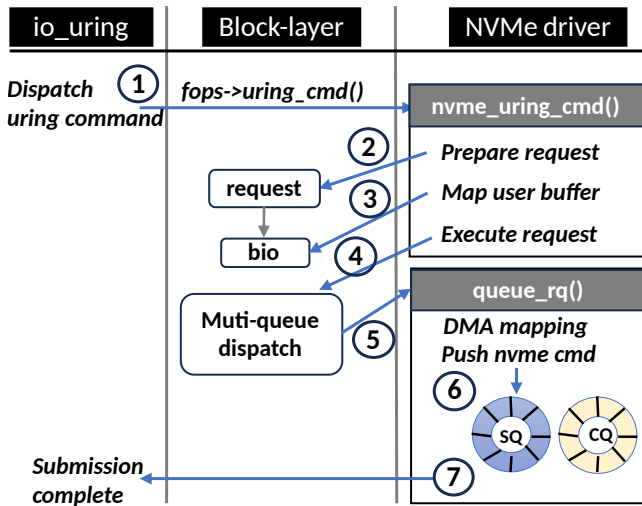 io_uring
Block-layer
NVMe driver
Dispatch
uring command
1
fops->uring_cmd()
nvme_uring_cmd()
2
Prepare request
request
3
Map user buffer
bio
4
Execute request
queue_rq()
Muti-queue
dispatch
5
DMA mapping
Push nvme cmd
6
SQ
CQ
Submission
complete
7